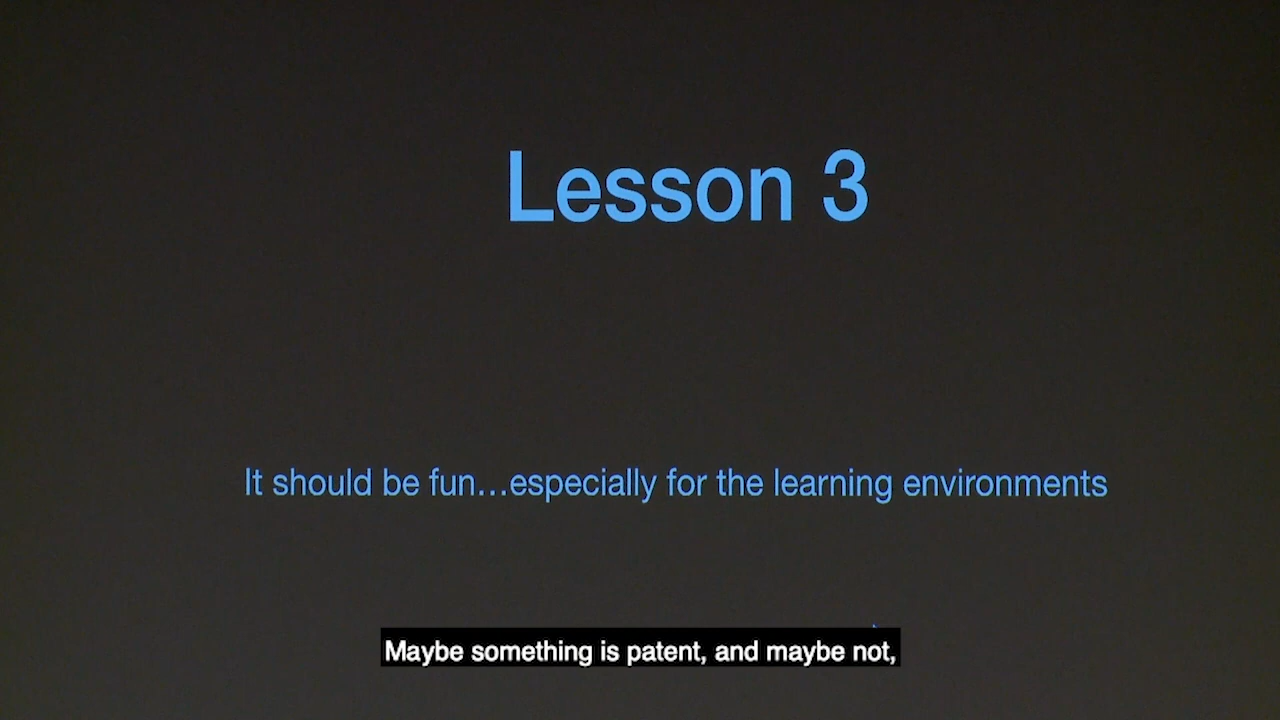 Lesson 3
It should be fun...especially for the learning environments
Maybe something is patent, and maybe not,